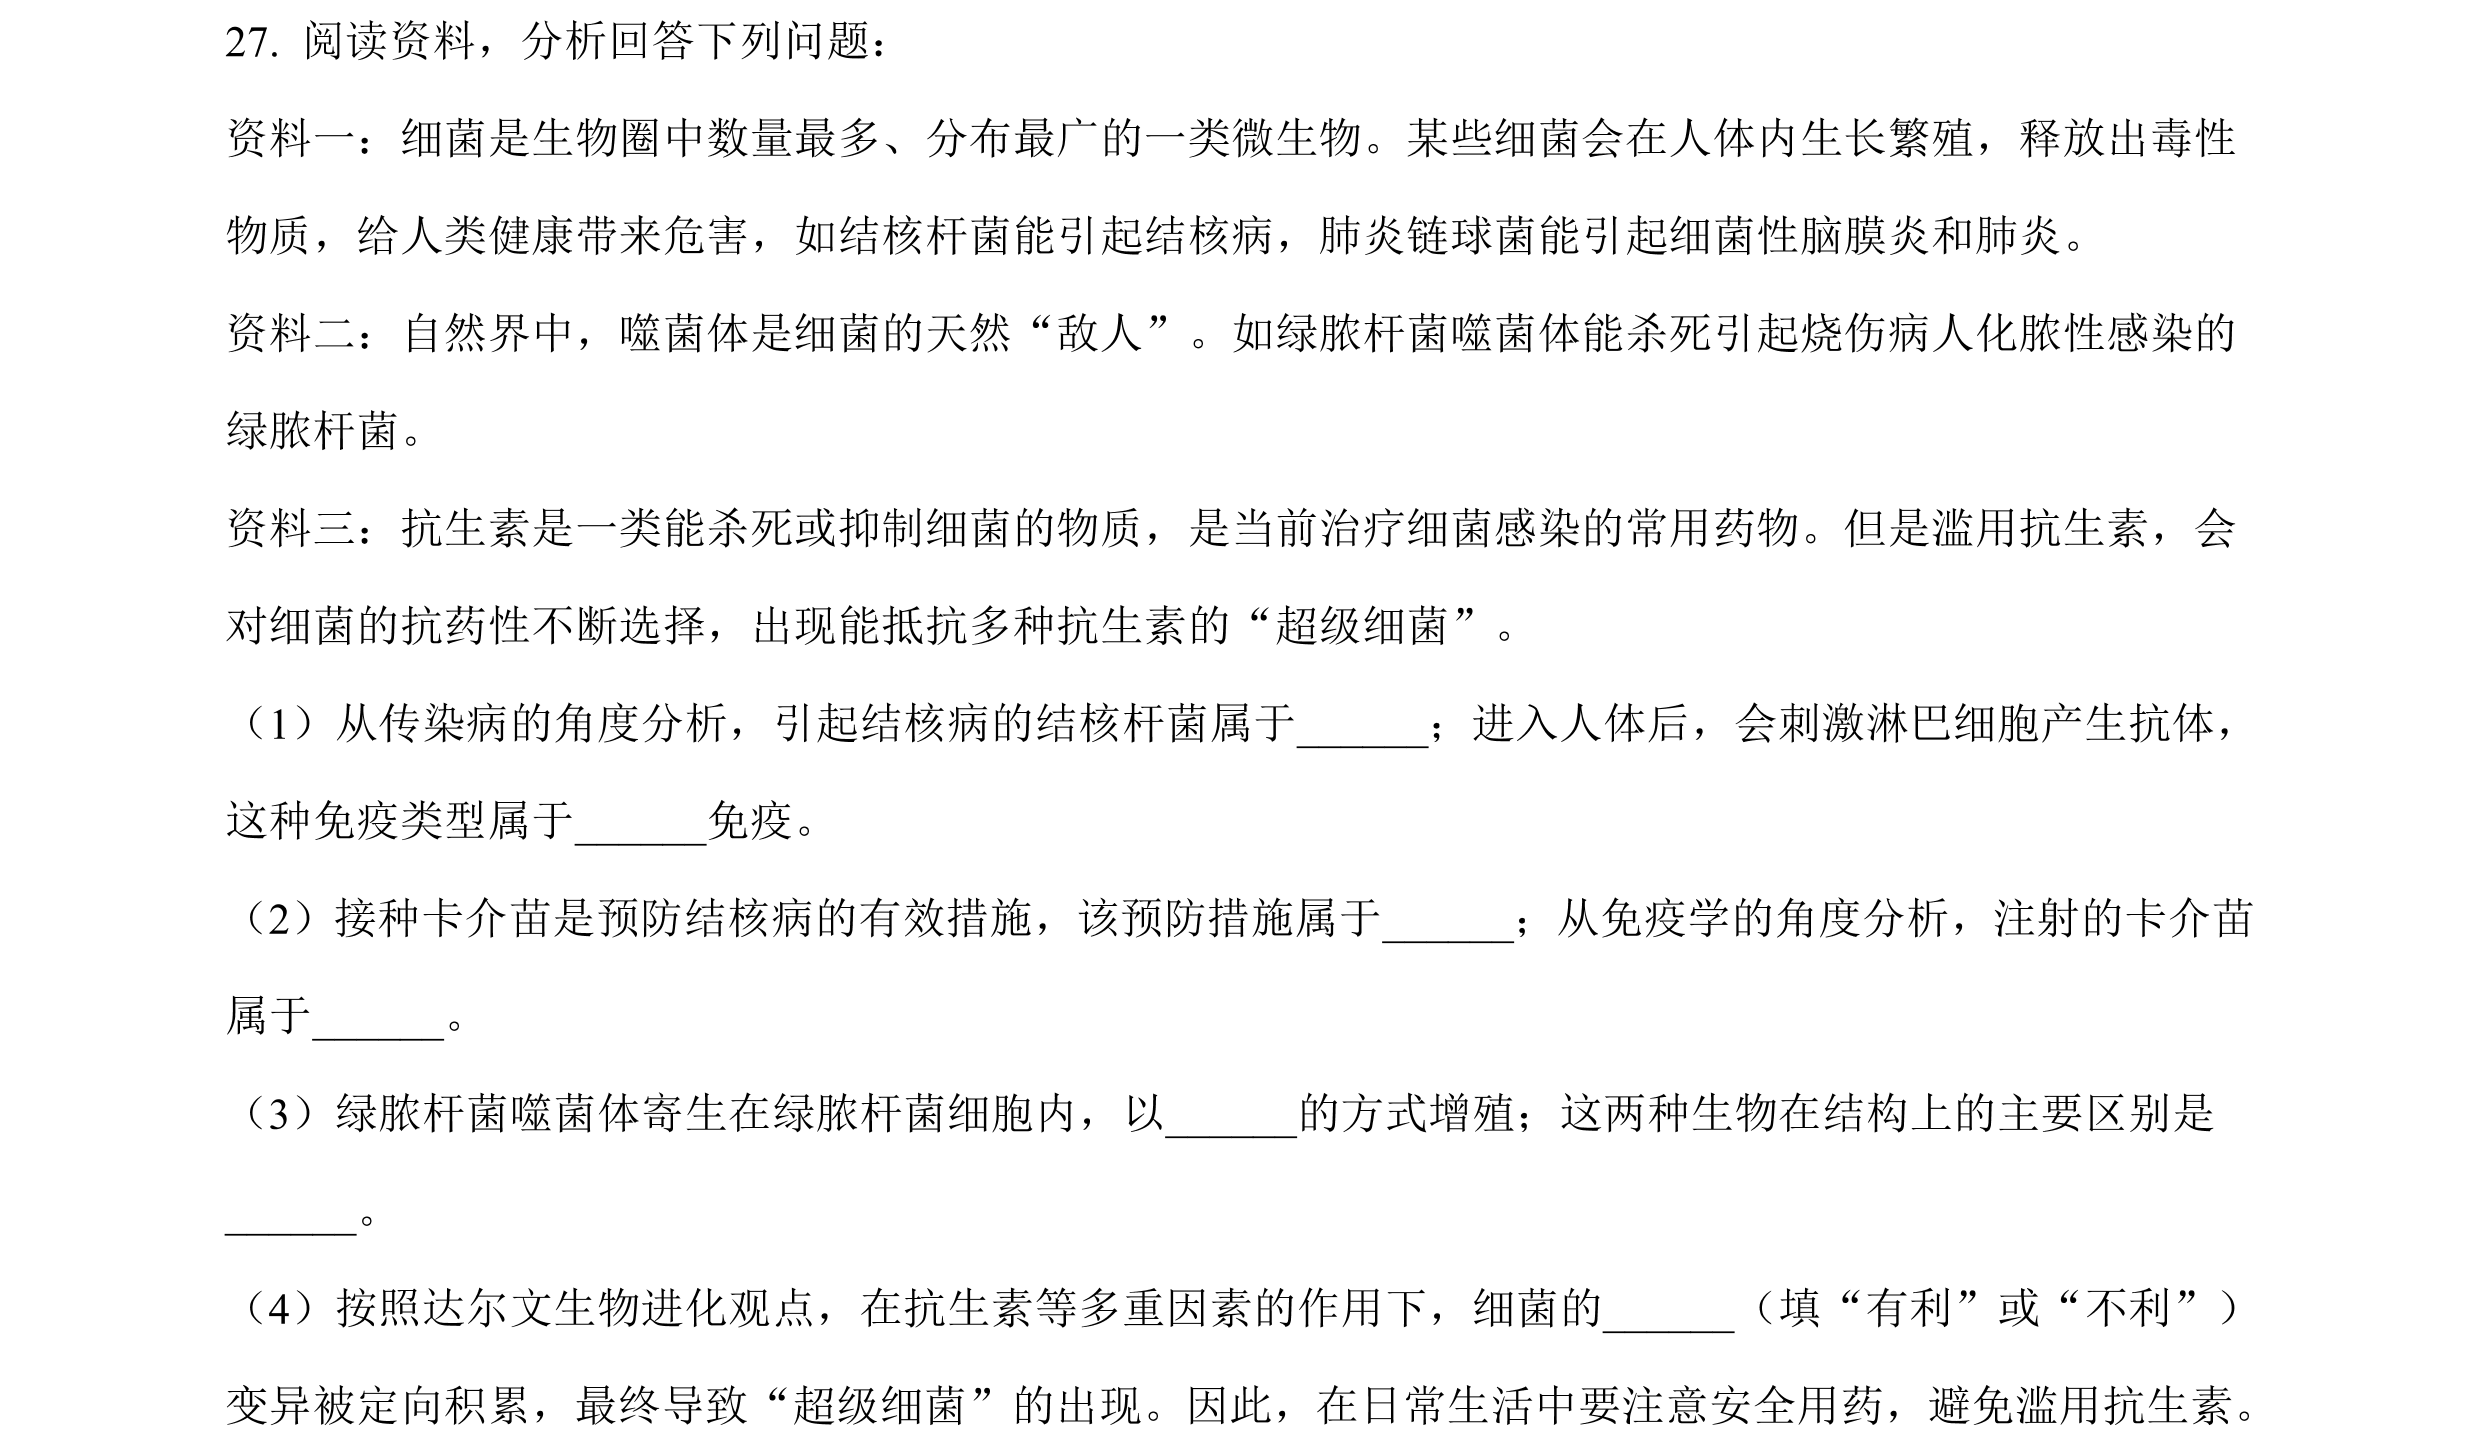 27. 阅读资料，分析回答下列问题：
资料一：细菌是生物圈中数量最多、分布最广的一类微生物。某些细菌会在人体内生长繁殖，释放出毒性
物质，给人类健康带来危害，如结核杆菌能引起结核病，肺炎链球菌能引起细菌性脑膜炎和肺炎。
资料二：自然界中，噬菌体是细菌的天然“敌人”。如绿脓杆菌噬菌体能杀死引起烧伤病人化脓性感染的
绿脓杆菌。
资料三：抗生素是一类能杀死或抑制细菌的物质，是当前治疗细菌感染的常用药物。但是滥用抗生素，会
对细菌的抗药性不断选择，出现能抵抗多种抗生素的“超级细菌”。
（1）从传染病的角度分析，引起结核病的结核杆菌属于______；进入人体后，会刺激淋巴细胞产生抗体，
这种免疫类型属于______免疫。
（2）接种卡介苗是预防结核病的有效措施，该预防措施属于______；从免疫学的角度分析，注射的卡介苗
属于______。
（3）绿脓杆菌噬菌体寄生在绿脓杆菌细胞内，以______的方式增殖；这两种生物在结构上的主要区别是
______。
（4）按照达尔文生物进化观点，在抗生素等多重因素的作用下，细菌的______（填“有利”或“不利”）
变异被定向积累，最终导致“超级细菌”的出现。因此，在日常生活中要注意安全用药，避免滥用抗生素。